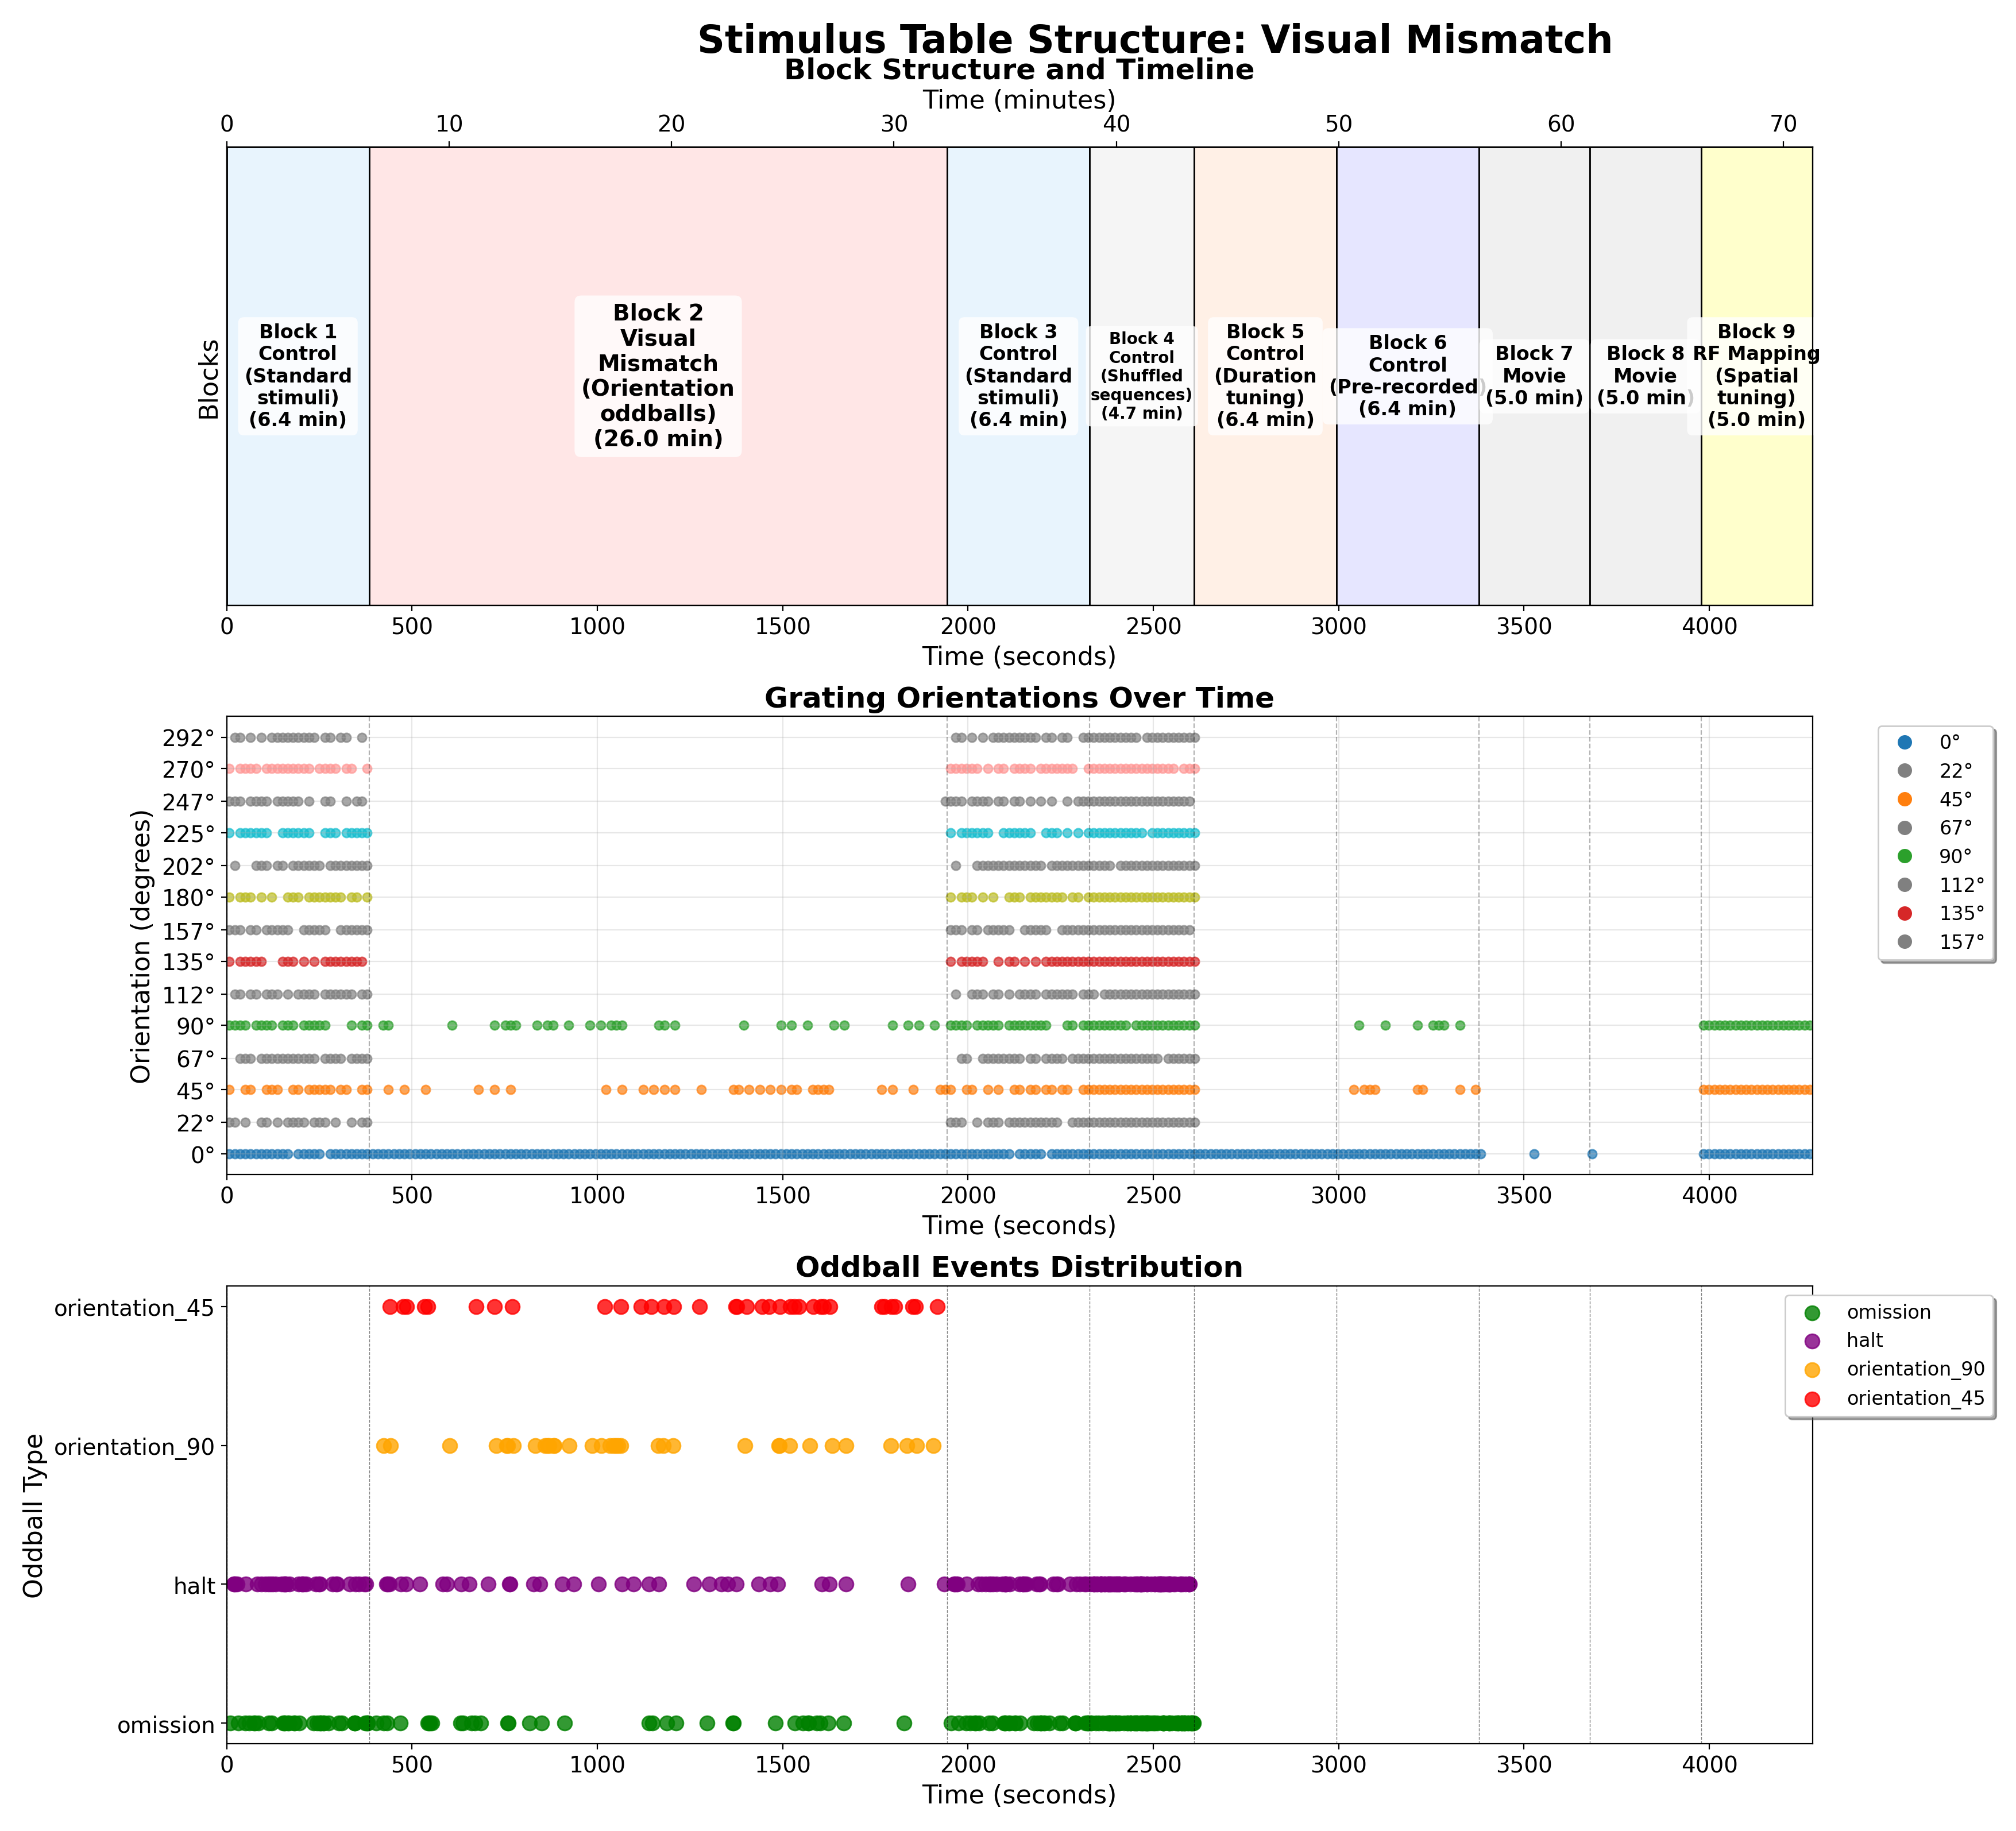 Stimulus Table Structure: Visual Mismatch
Block Structure and Timeline
Time (minutes)
0 10 20 30 40 50 60 70
Blocks
Block 1
Control
(Standard
stimuli)
(6.4 min)
Block 2
Visual
Mismatch
(Orientation
oddballs)
(26.0 min)
Block 3
Control
(Standard
stimuli)
(6.4 min)
Block 4
Control
(Shuffled
sequences)
(4.7 min)
Block 5
Control
(Duration
tuning)
(6.4 min)
Block 6
Control
(Pre-recorded)
(6.4 min)
Block 7
Movie
(5.0 min)
Block 8
Movie
(5.0 min)
Block 9
RF Mapping
(Spatial
tuning)
(5.0 min)
0 500 1000 1500 2000 2500 3000 3500 4000
Time (seconds)
Grating Orientations Over Time
Orientation (degrees)
292°
270°
247°
225°
202°
180°
157°
135°
112°
90°
67°
45°
22°
0°
0°
22°
45°
67°
90°
112°
135°
157°
0 500 1000 1500 2000 2500 3000 3500 4000
Time (seconds)
Oddball Events Distribution
Oddball Type
orientation_45
orientation_90
halt
omission
omission
halt
orientation_90
orientation_45
0 500 1000 1500 2000 2500 3000 3500 4000
Time (seconds)